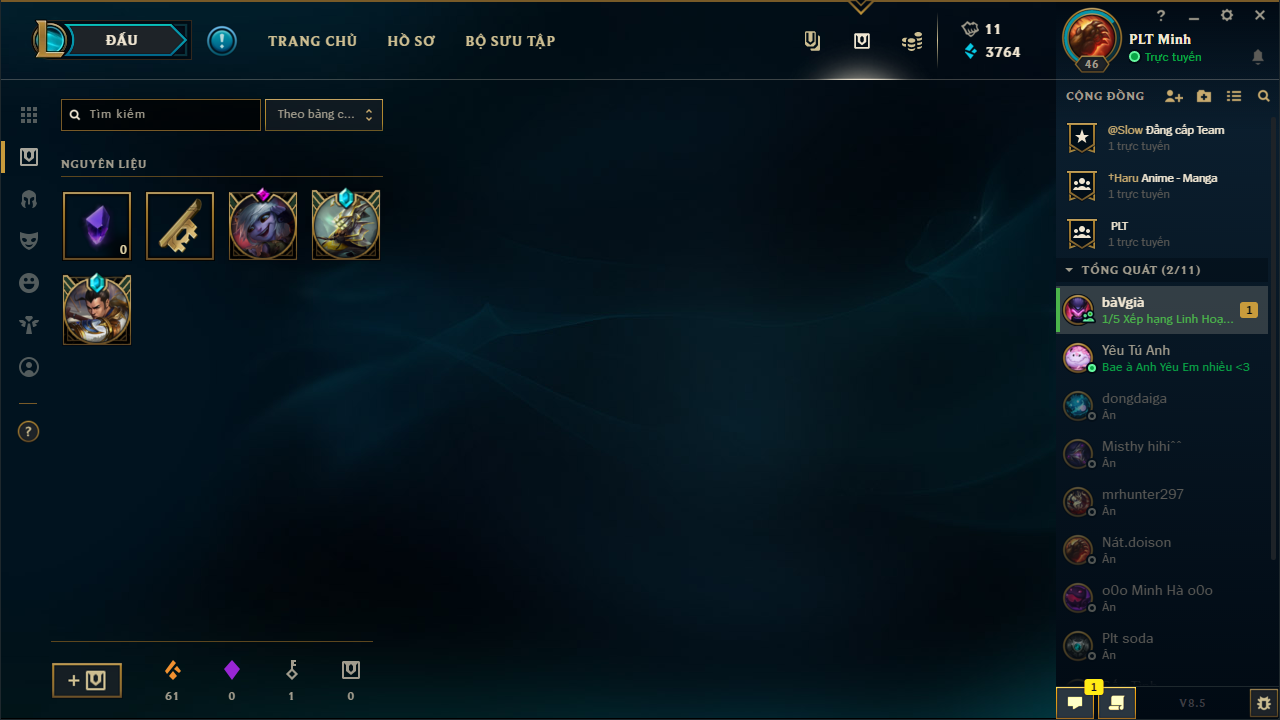 ĐẤU
TRANG CHỦ
HỒ SƠ
BỘ SƯU TẬP
11
3764
46
PLT Minh
Trực tuyến
Tìm kiếm
Theo bảng c...
NGUYÊN LIỆU
0
CỘNG ĐỒNG
@Slow Đẳng cấp Team
1 trực tuyến
†Haru Anime - Manga
1 trực tuyến
PLT
1 trực tuyến
TỔNG QUÁT (2/11)
bàVgià
1/5 Xếp hạng Linh Hoạ...
1
Yêu Tú Anh
Bae à Anh Yêu Em nhiều <3
dongdaiga
Ẩn
Misthy hihi^^
Ẩn
mrhunter297
Ẩn
Nát.doison
Ẩn
o0o Minh Hà o0o
Ẩn
Plt soda
Ẩn
61
0
1
0
1
V8.5